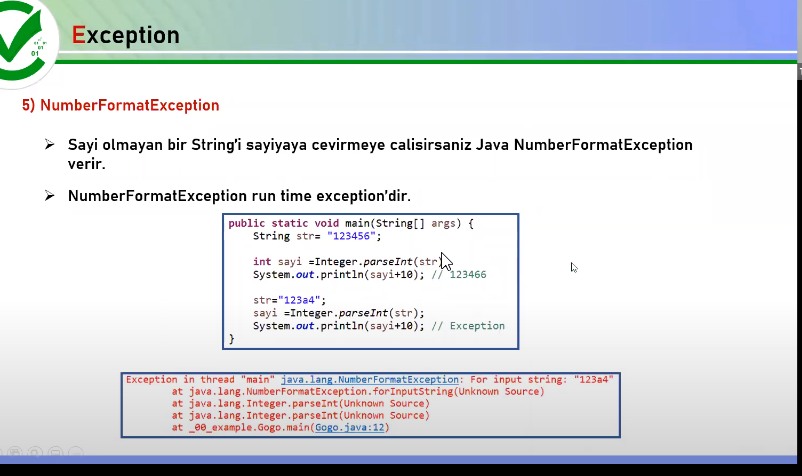 Exception
5) NumberFormatException
➢ Sayi olmayan bir String'i sayiyaya cevirmeye calisirsaniz Java NumberFormatException
verir.
➢ NumberFormatException run time exception'dir.
public static void main(String[] args) {
String str= "123456";
int sayi =Integer.parseInt(str
System.out.println(sayi+10); // 123466
str="123a4";
sayi =Integer.parseInt(str);
System.out.println(sayi+10); // Exception
}
Exception in thread "main" java.lang.NumberFormatException: For input string: "123a4"
at java.lang.NumberFormatException.forInputString(Unknown Source)
at java.lang.Integer.parseInt(Unknown Source)
at java.lang.Integer.parseInt(Unknown Source)
at _00_example.Gogo.main(Gogo.java:12)